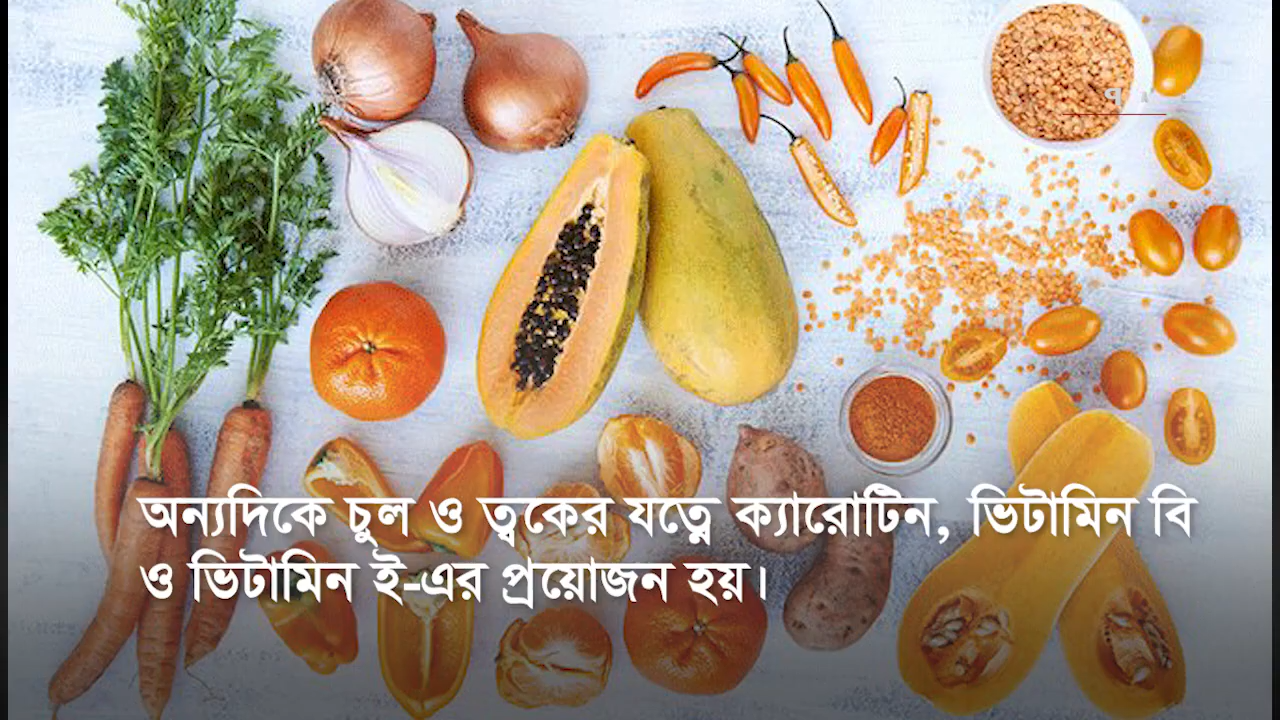 অন্যদিকে চুল ও ত্বকের যত্নে ক্যারোটিন, ভিটামিন বি
ও ভিটামিন ই-এর প্রয়োজন হয়।